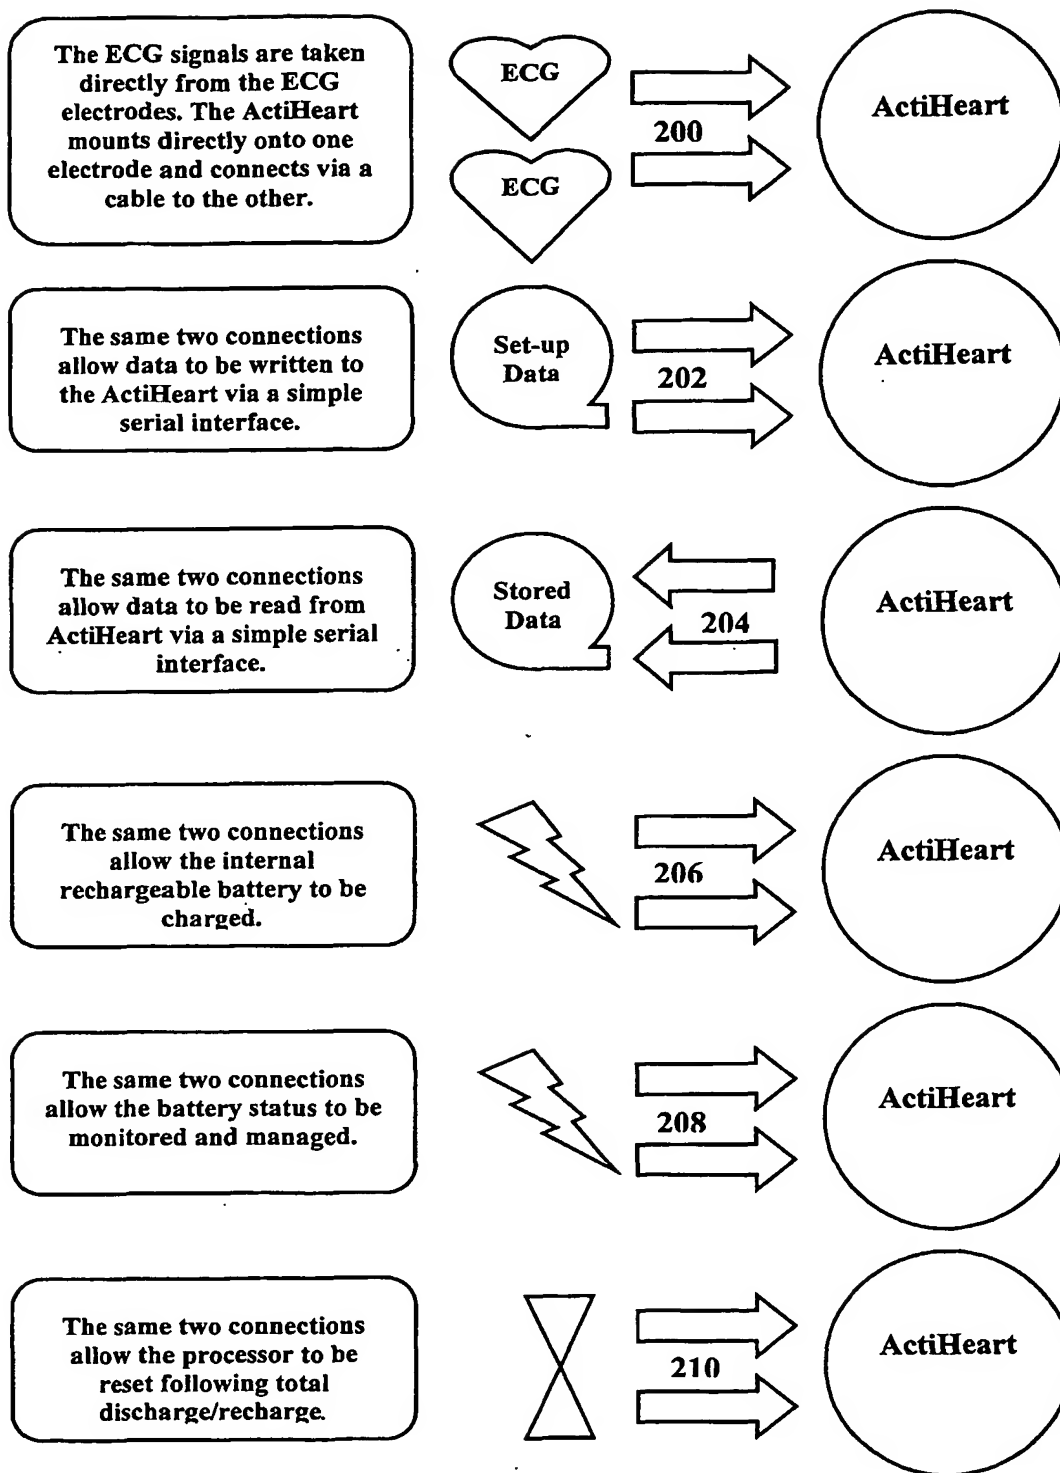 The ECG signals are taken
directly from the ECG
electrodes. The ActiHeart
mounts directly onto one
electrode and connects via a
cable to the other.
ECG
ECG
200
ActiHeart
The same two connections
allow data to be written to
the ActiHeart via a simple
serial interface.
Set-up
Data
202
ActiHeart
The same two connections
allow data to be read from
ActiHeart via a simple serial
interface.
Stored
Data
204
ActiHeart
The same two connections
allow the internal
rechargeable battery to be
charged.
206
ActiHeart
The same two connections
allow the battery status to be
monitored and managed.
208
ActiHeart
The same two connections
allow the processor to be
reset following total
discharge/recharge.
210
ActiHeart